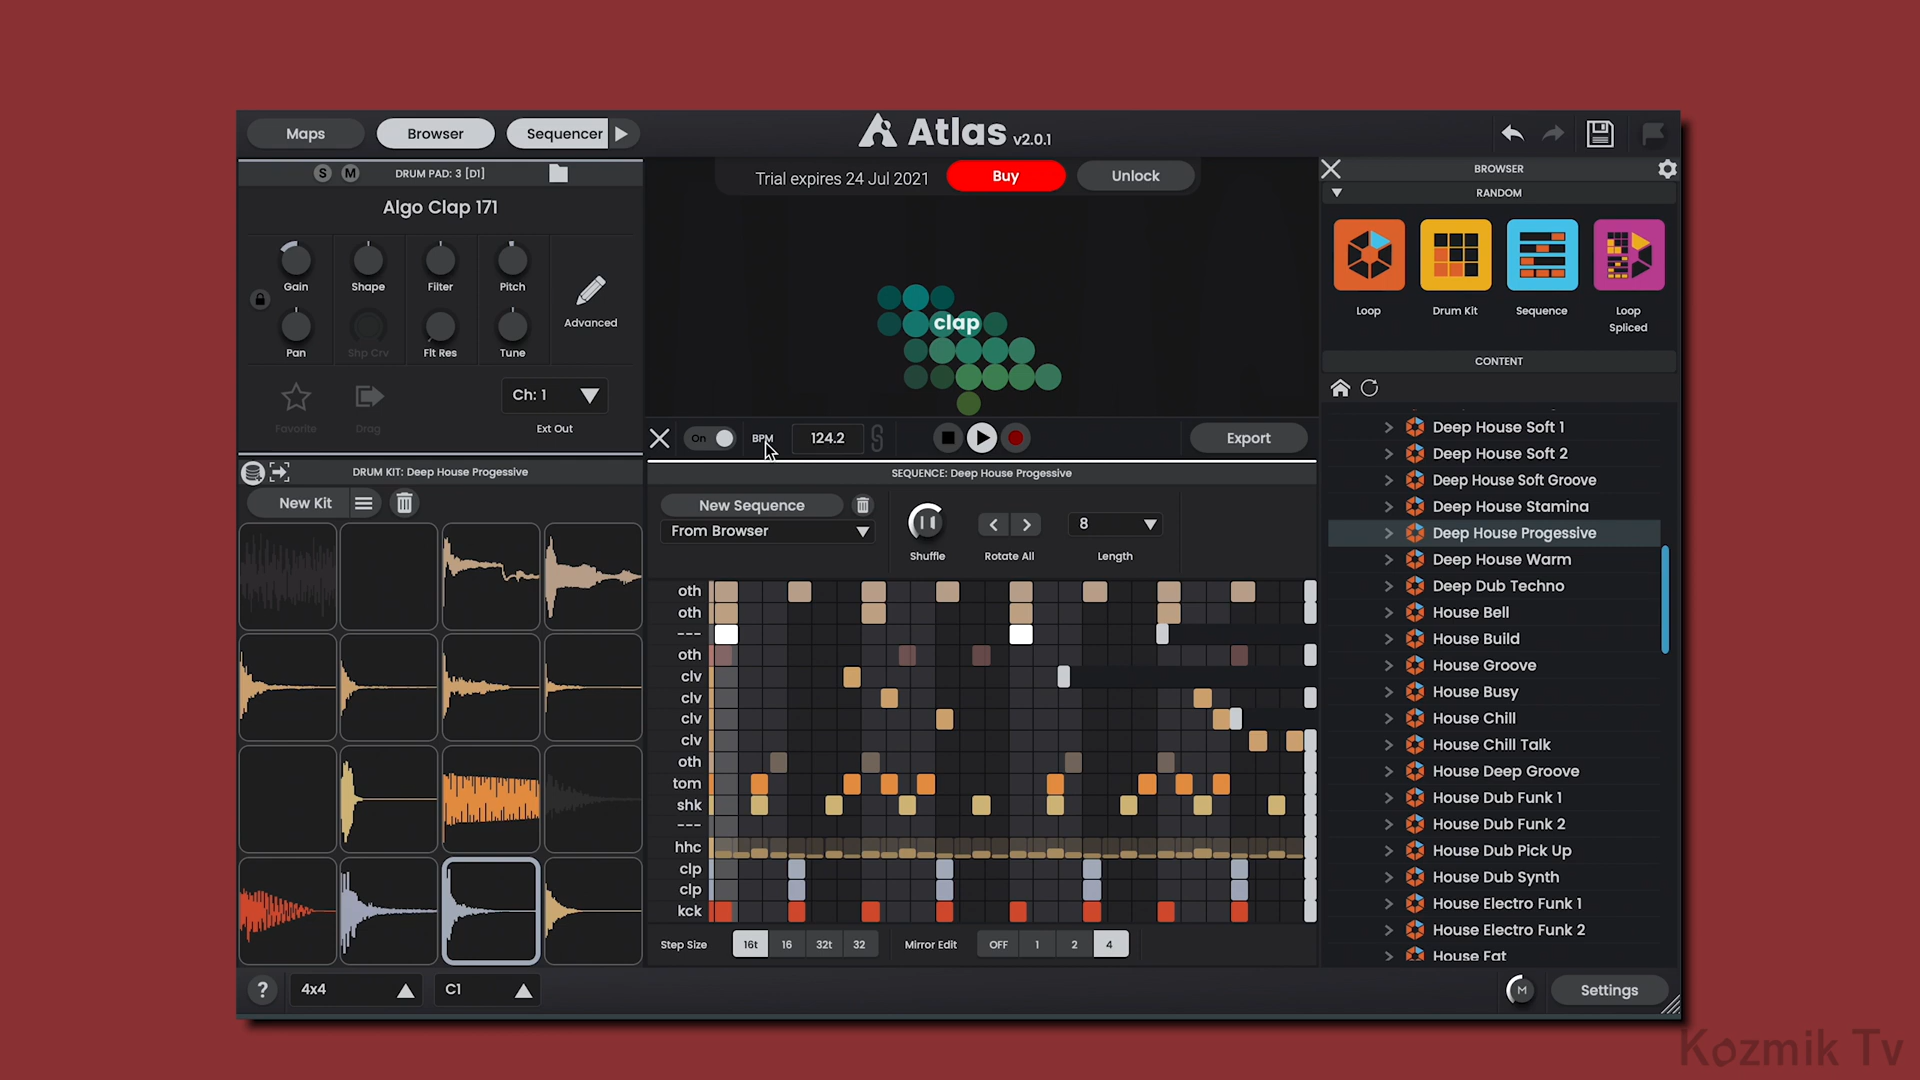 Maps
Browser
Sequencer
Atlas v2.0.1
S M DRUM PAD: 3 [D1]
Algo Clap 171
Gain
Shape
Filter
Pitch
Advanced
Pan
Shp Crv
Flt Res
Tune
Favorite
Drag
Ch: 1
Ext Out
Trial expires 24 Jul 2021
Buy
Unlock
clap
On
BPM
124.2
Export
BROWSER
RANDOM
Loop
Drum Kit
Sequence
Loop
Spliced
CONTENT
Deep House Soft 1
Deep House Soft 2
Deep House Soft Groove
Deep House Stamina
Deep House Progessive
Deep House Warm
Deep Dub Techno
House Bell
House Build
House Groove
House Busy
House Chill
House Chill Talk
House Deep Groove
House Dub Funk 1
House Dub Funk 2
House Dub Pick Up
House Dub Synth
House Electro Funk 1
House Electro Funk 2
House Fat
DRUM KIT: Deep House Progessive
New Kit
SEQUENCE: Deep House Progessive
New Sequence
From Browser
Shuffle
Rotate All
8
Length
oth
oth
---
oth
clv
clv
clv
clv
oth
tom
shk
---
hhc
clp
clp
kck
Step Size
16t
16
32t
32
Mirror Edit
OFF
1
2
4
?
4x4
C1
M
Settings
Kozmik Tv